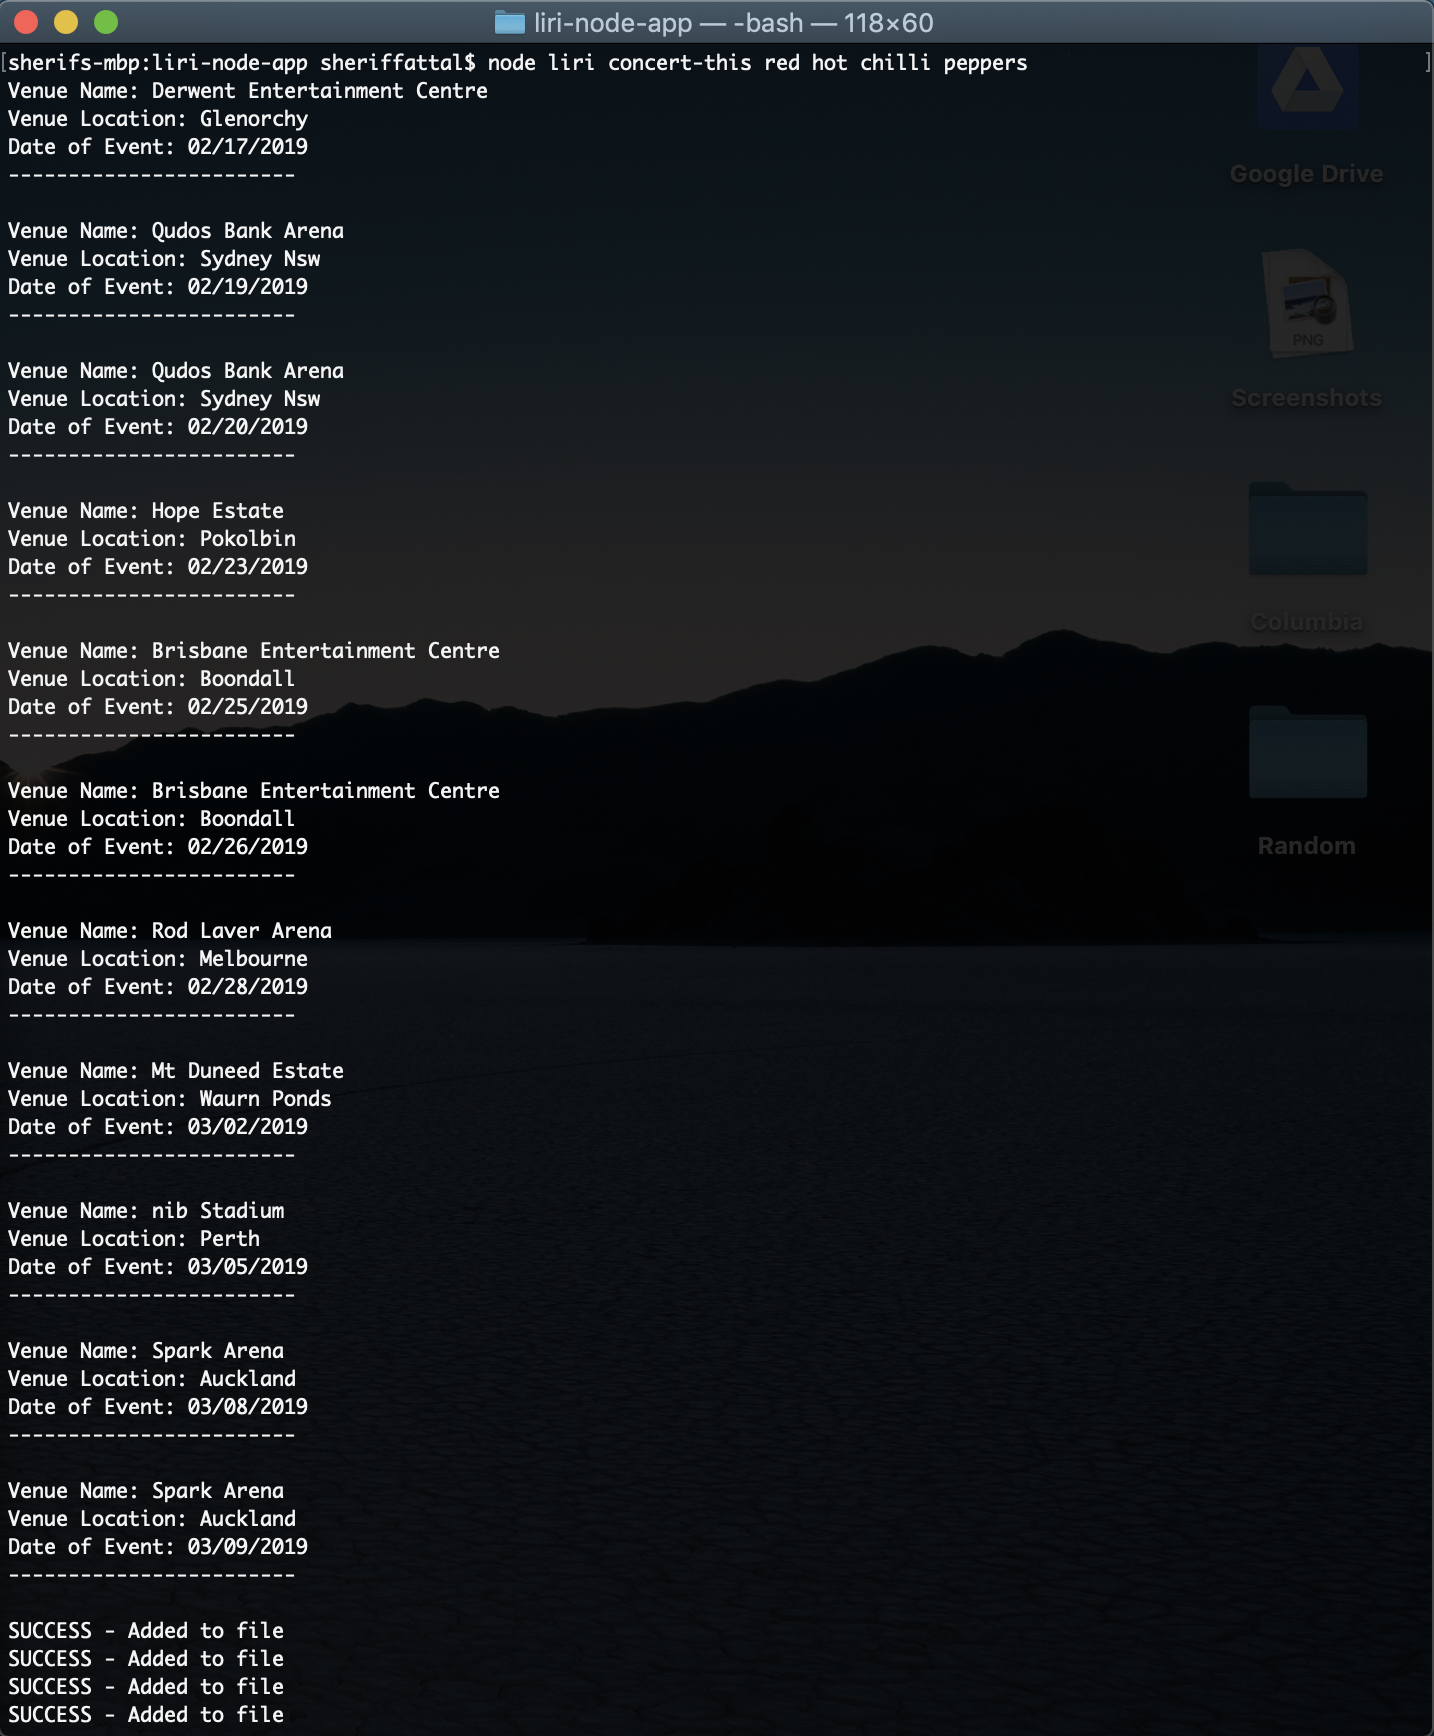 liri-node-app — -bash — 118×60
[sherifs-mbp:liri-node-app sheriffattal$ node liri concert-this red hot chilli peppers ]
Venue Name: Derwent Entertainment Centre
Venue Location: Glenorchy
Date of Event: 02/17/2019
------------------------
Venue Name: Qudos Bank Arena
Venue Location: Sydney Nsw
Date of Event: 02/19/2019
------------------------
Venue Name: Qudos Bank Arena
Venue Location: Sydney Nsw
Date of Event: 02/20/2019
------------------------
Venue Name: Hope Estate
Venue Location: Pokolbin
Date of Event: 02/23/2019
------------------------
Venue Name: Brisbane Entertainment Centre
Venue Location: Boondall
Date of Event: 02/25/2019
------------------------
Venue Name: Brisbane Entertainment Centre
Venue Location: Boondall
Date of Event: 02/26/2019
------------------------
Venue Name: Rod Laver Arena
Venue Location: Melbourne
Date of Event: 02/28/2019
------------------------
Venue Name: Mt Duneed Estate
Venue Location: Waurn Ponds
Date of Event: 03/02/2019
------------------------
Venue Name: nib Stadium
Venue Location: Perth
Date of Event: 03/05/2019
------------------------
Venue Name: Spark Arena
Venue Location: Auckland
Date of Event: 03/08/2019
------------------------
Venue Name: Spark Arena
Venue Location: Auckland
Date of Event: 03/09/2019
------------------------
SUCCESS - Added to file
SUCCESS - Added to file
SUCCESS - Added to file
SUCCESS - Added to file
Google Drive
PNG
Screenshots
Columbia
Random